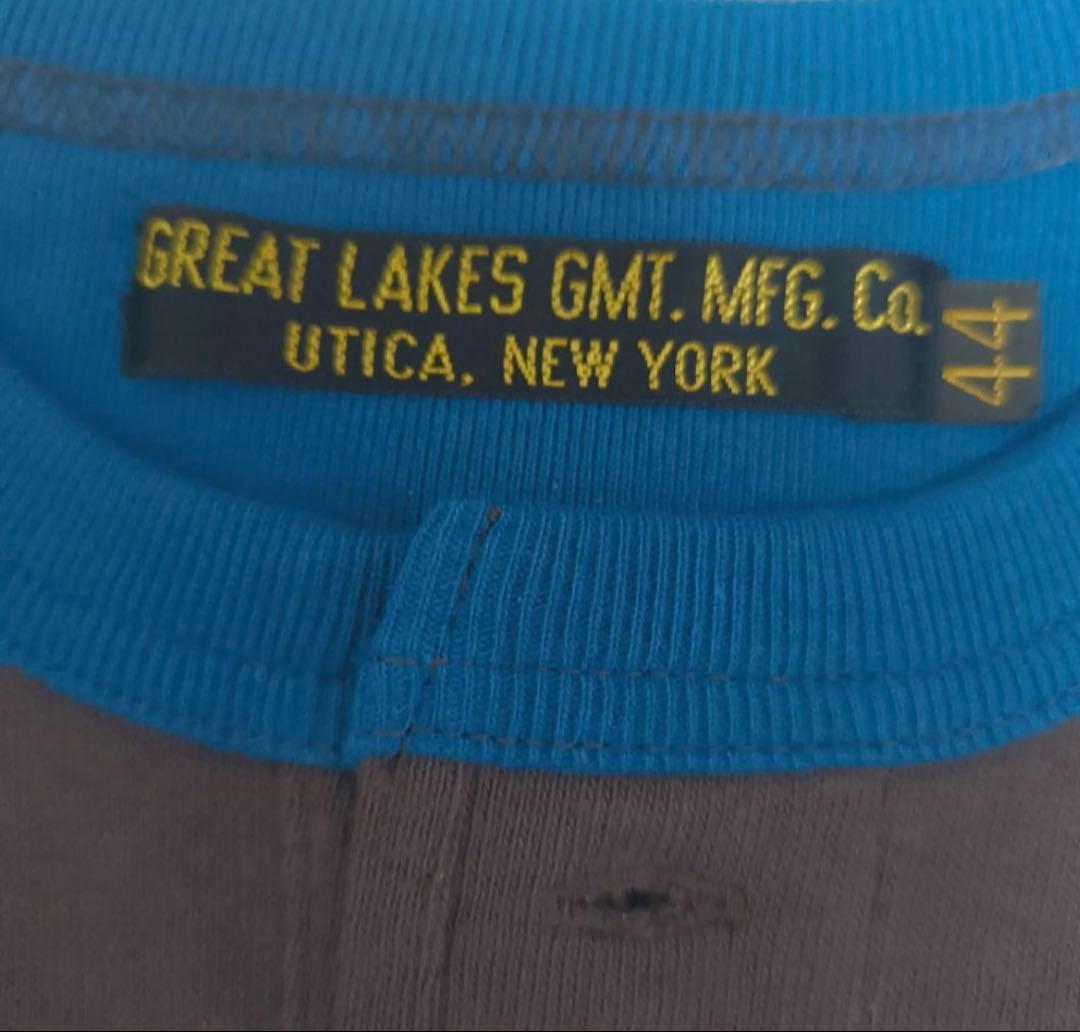 GREAT LAKES GMT. MFG. Co.
UTICA, NEW YORK
44